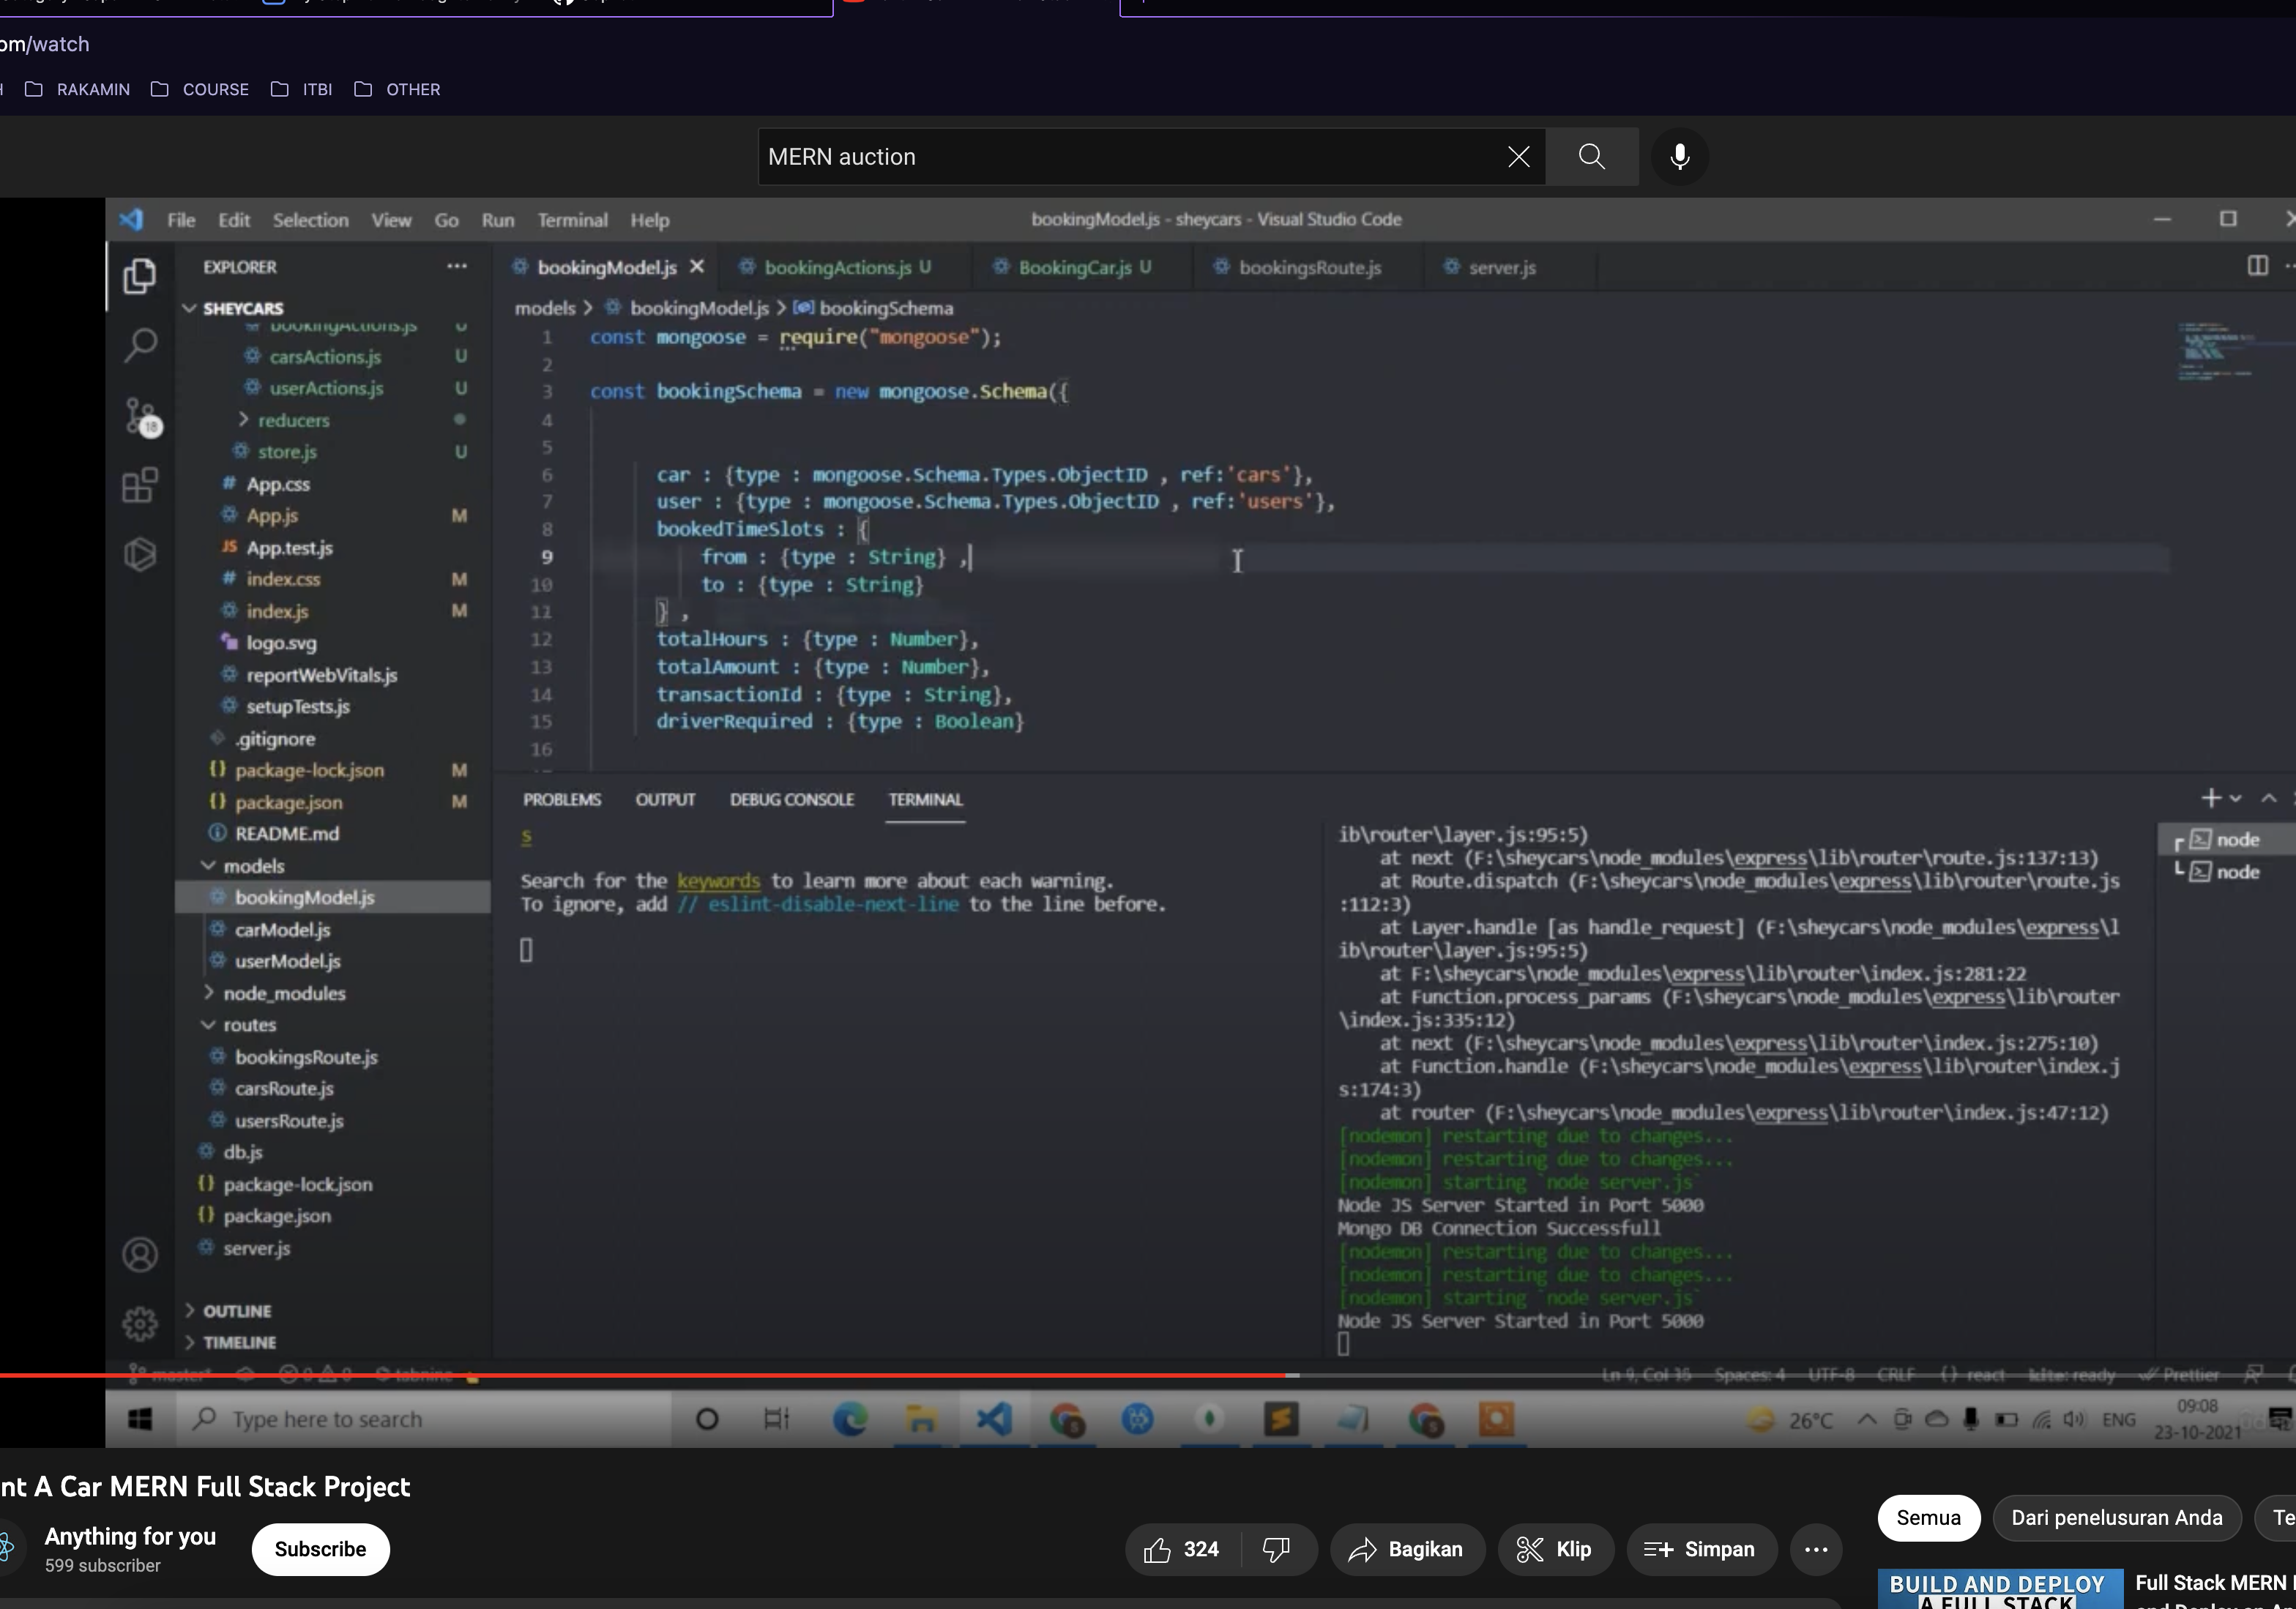 om/watch
RAKAMIN COURSE ITBI OTHER
MERN auction
File Edit Selection View Go Run Terminal Help
bookingModel.js - sheycars - Visual Studio Code
EXPLORER
bookingModel.js
bookingActions.js U
BookingCar.js U
bookingsRoute.js
server.js
SHEYCARS
models > bookingModel.js > bookingSchema
bookingActions.js U
carsActions.js U
userActions.js U
reducers
store.js U
App.css
App.js M
App.test.js
index.css M
index.js M
logo.svg
reportWebVitals.js
setupTests.js
.gitignore
package-lock.json M
package.json M
README.md
models
bookingModel.js
carModel.js
userModel.js
node_modules
routes
bookingsRoute.js
carsRoute.js
usersRoute.js
db.js
package-lock.json
package.json
server.js
OUTLINE
TIMELINE
18
JS
1 const mongoose = require("mongoose");
2
3 const bookingSchema = new mongoose.Schema({
4
5
6 car : {type : mongoose.Schema.Types.ObjectID , ref:'cars'},
7 user : {type : mongoose.Schema.Types.ObjectID , ref:'users'},
8 bookedTimeSlots : {
9 from : {type : String} ,
10 to : {type : String}
11 } ,
12 totalHours : {type : Number},
13 totalAmount : {type : Number},
14 transactionId : {type : String},
15 driverRequired : {type : Boolean}
16
PROBLEMS OUTPUT DEBUG CONSOLE TERMINAL
s
Search for the keywords to learn more about each warning.
To ignore, add // eslint-disable-next-line to the line before.
ib\router\layer.js:95:5)
at next (F:\sheycars\node_modules\express\lib\router\route.js:137:13)
at Route.dispatch (F:\sheycars\node_modules\express\lib\router\route.js
:112:3)
at Layer.handle [as handle_request] (F:\sheycars\node_modules\express\l
ib\router\layer.js:95:5)
at F:\sheycars\node_modules\express\lib\router\index.js:281:22
at Function.process_params (F:\sheycars\node_modules\express\lib\router
\index.js:335:12)
at next (F:\sheycars\node_modules\express\lib\router\index.js:275:10)
at Function.handle (F:\sheycars\node_modules\express\lib\router\index.j
s:174:3)
at router (F:\sheycars\node_modules\express\lib\router\index.js:47:12)
[nodemon] restarting due to changes...
[nodemon] restarting due to changes...
[nodemon] starting `node server.js`
Node JS Server Started in Port 5000
Mongo DB Connection Successfull
[nodemon] restarting due to changes...
[nodemon] restarting due to changes...
[nodemon] starting `node server.js`
Node JS Server Started in Port 5000
node
node
master* 0 0 tabnine
Ln 9, Col 35 Spaces: 4 UTF-8 CRLF {} react kite: ready Prettier
Type here to search
26°C
ENG
09:08
23-10-2021
nt A Car MERN Full Stack Project
Anything for you
599 subscriber
Subscribe
324
Bagikan
Klip
Simpan
Semua
Dari penelusuran Anda
Te
BUILD AND DEPLOY
A FULL STACK
Full Stack MERN